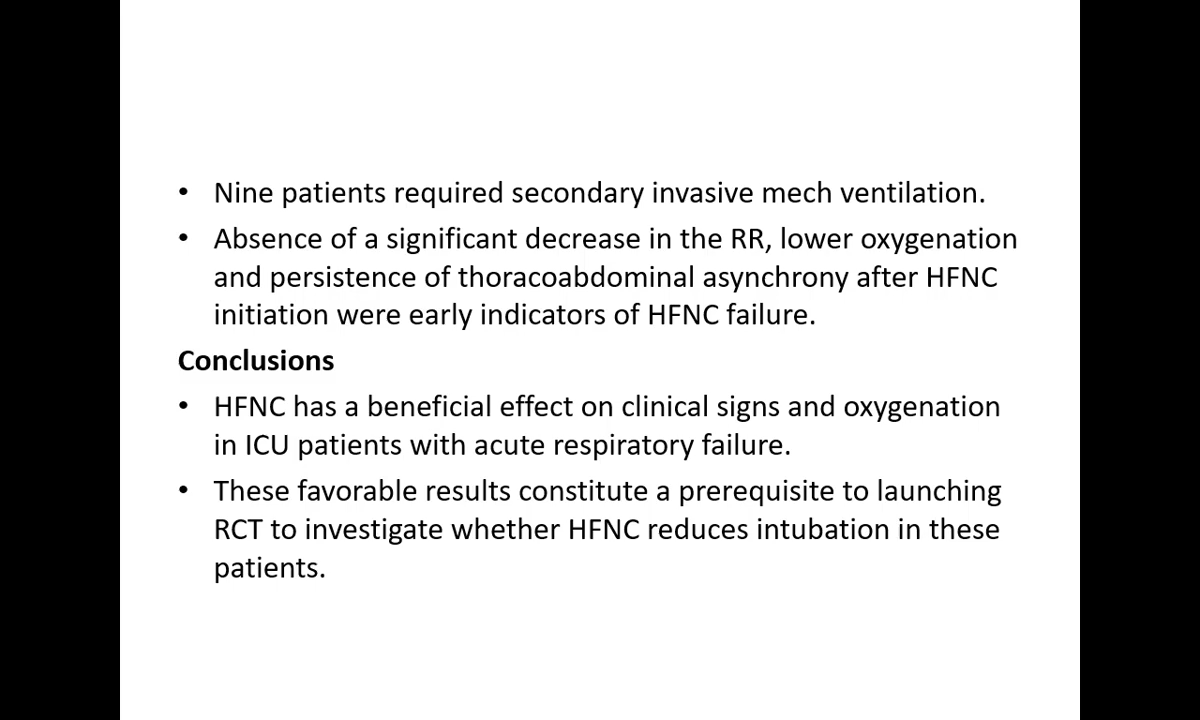 • Nine patients required secondary invasive mech ventilation.
• Absence of a significant decrease in the RR, lower oxygenation
and persistence of thoracoabdominal asynchrony after HFNC
initiation were early indicators of HFNC failure.
Conclusions
• HFNC has a beneficial effect on clinical signs and oxygenation
in ICU patients with acute respiratory failure.
• These favorable results constitute a prerequisite to launching
RCT to investigate whether HFNC reduces intubation in these
patients.